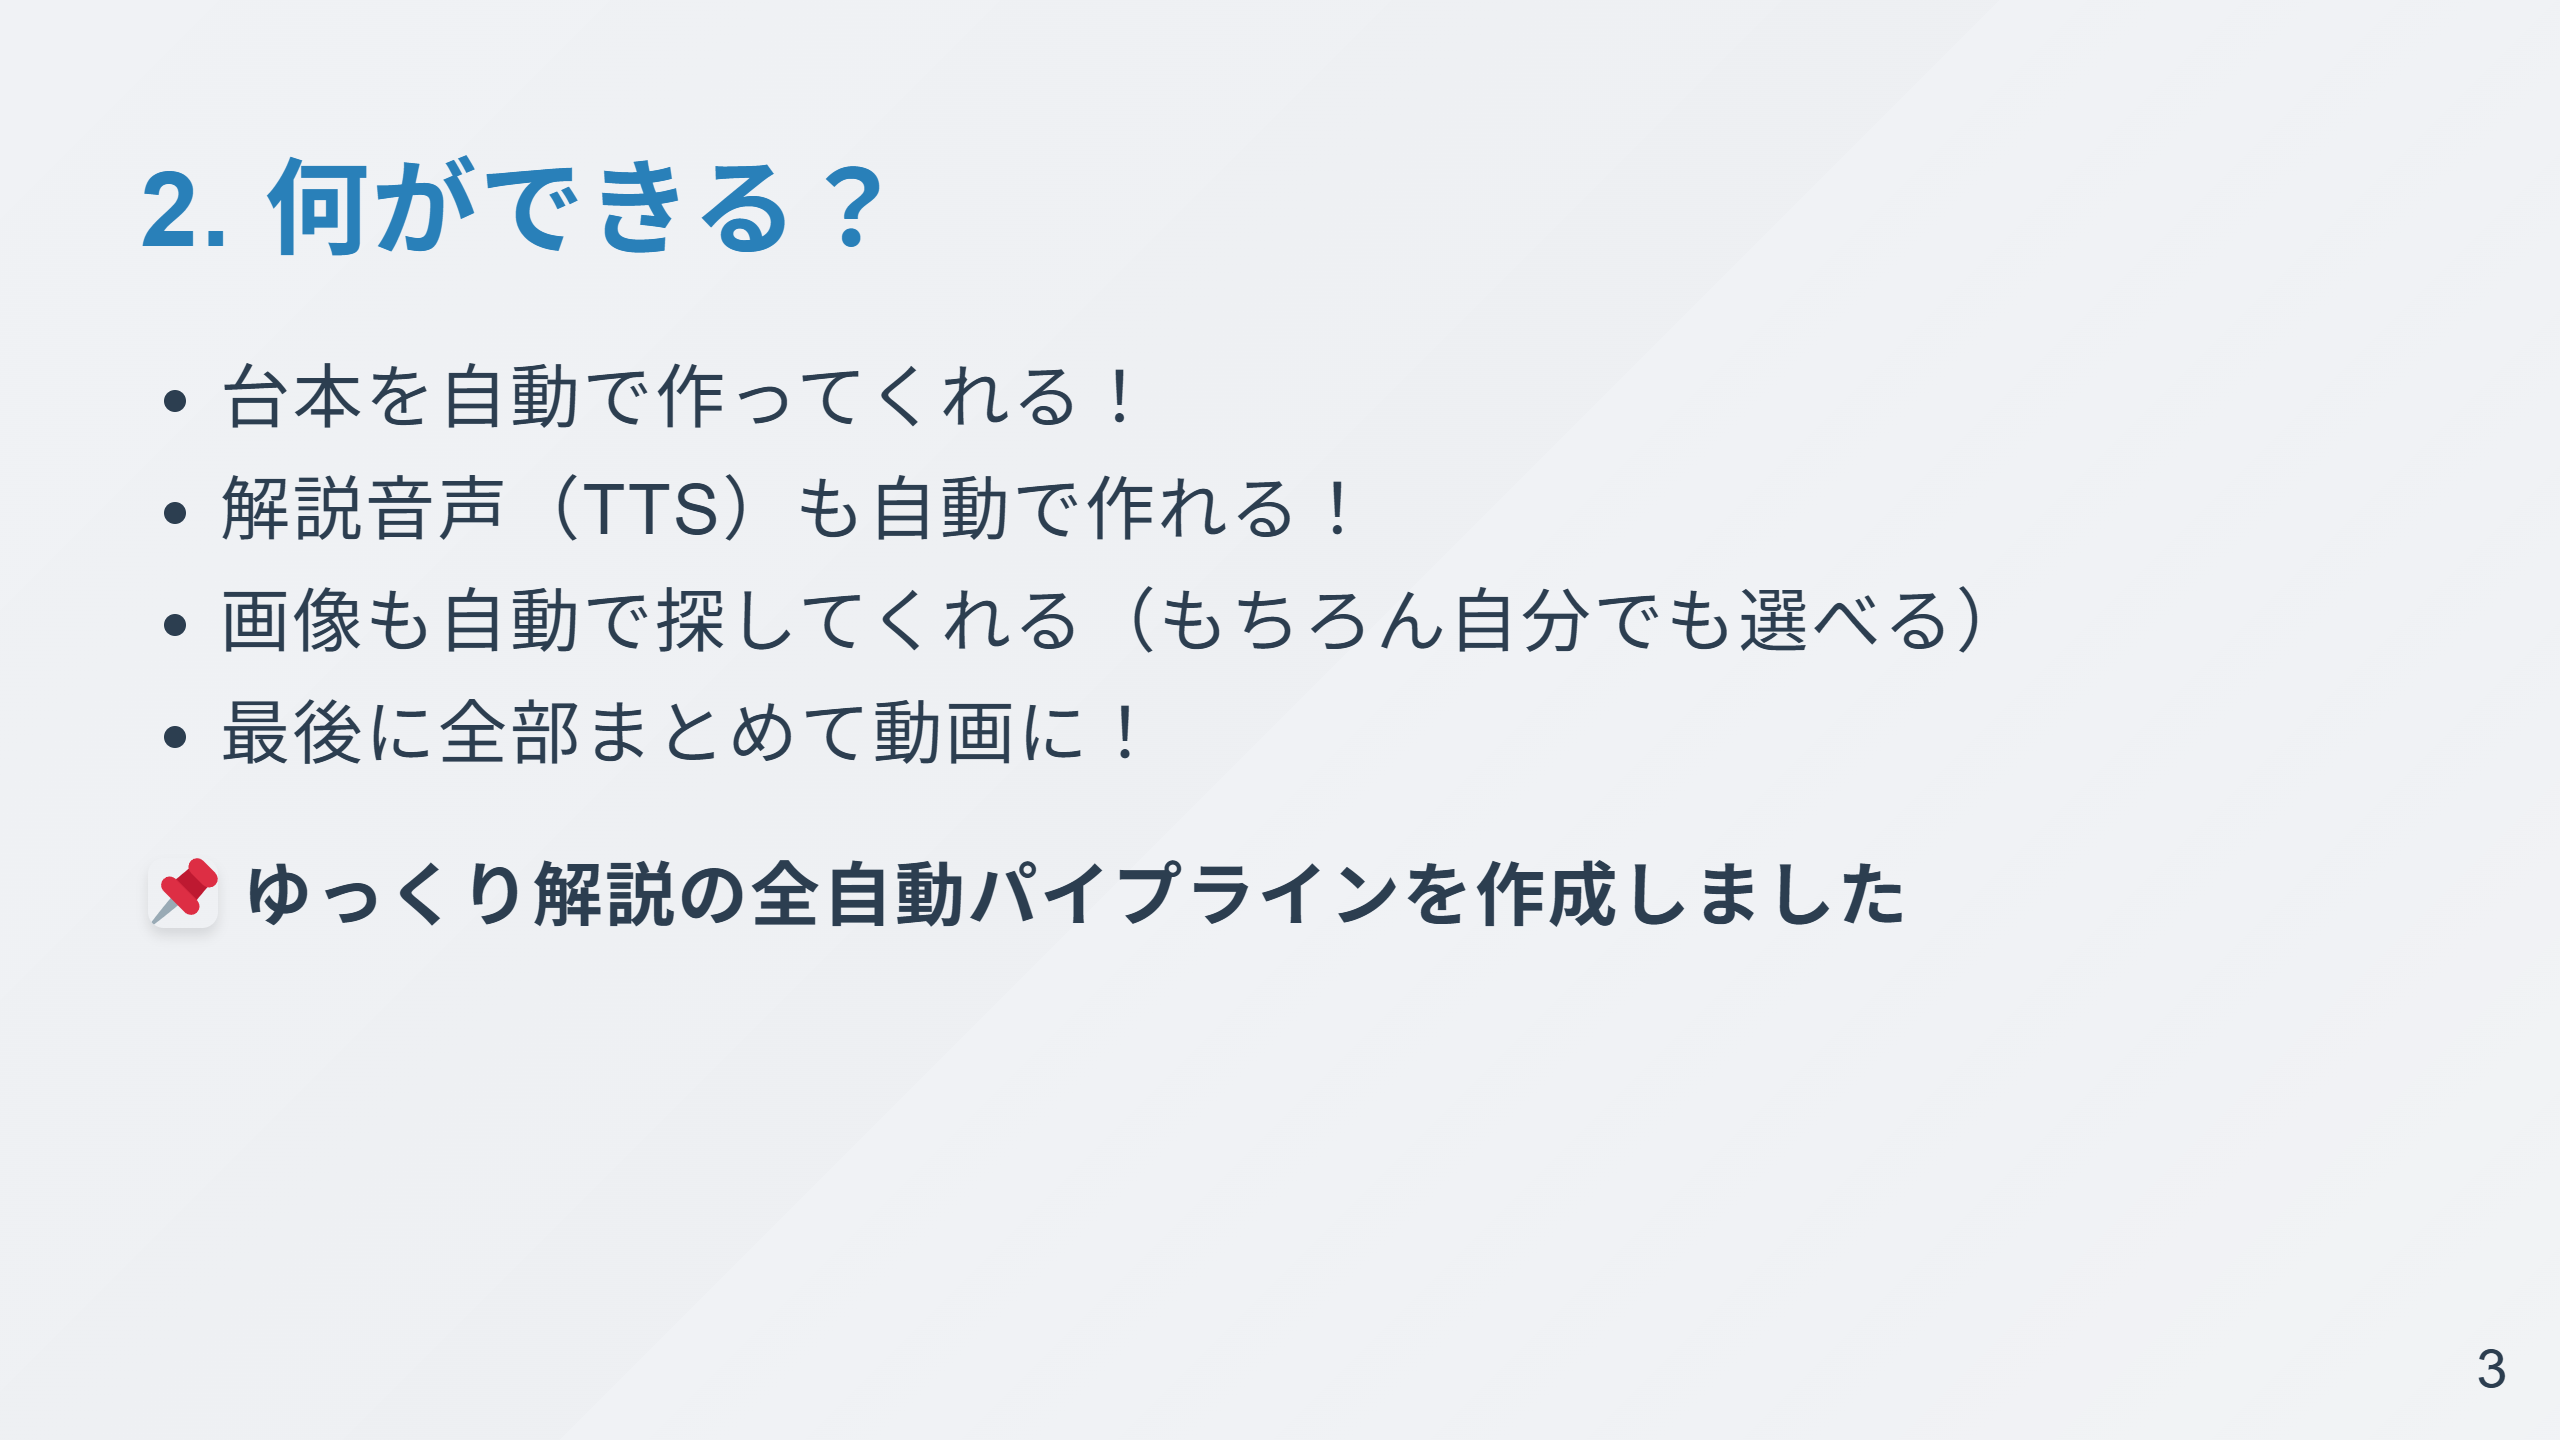 2. 何ができる？
• 台本を自動で作ってくれる！
• 解説音声（TTS）も自動で作れる！
• 画像も自動で探してくれる（もちろん自分でも選べる）
• 最後に全部まとめて動画に！
📌 ゆっくり解説の全自動パイプラインを作成しました
3